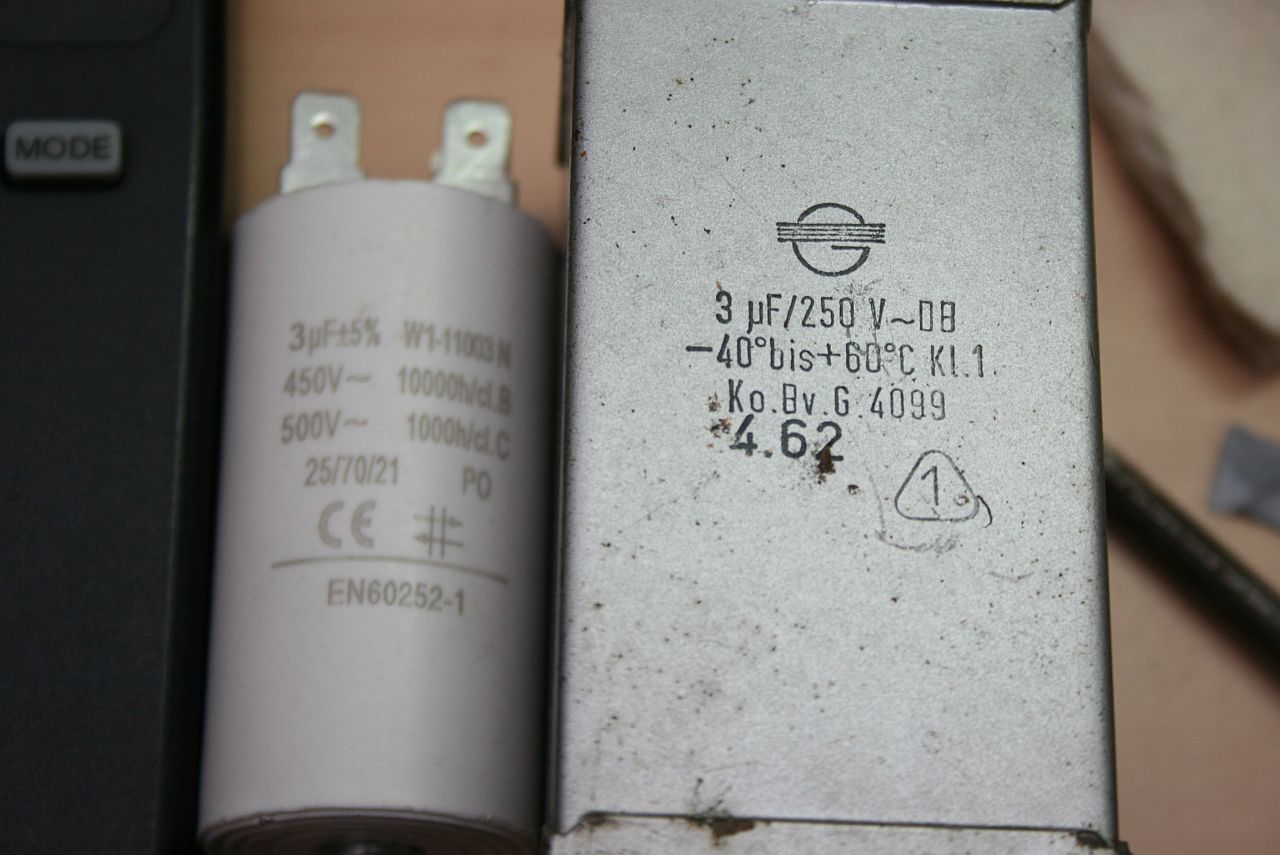 MODE
3µF±5% W1-11003 N
450V~ 10000h/cl.B
500V~ 1000h/cl.C
25/70/21 PO
CE
EN60252-1
3 µF/250 V~DB
-40°bis+60°C Kl.1.
Ko.Bv.G.4099
4.62
1